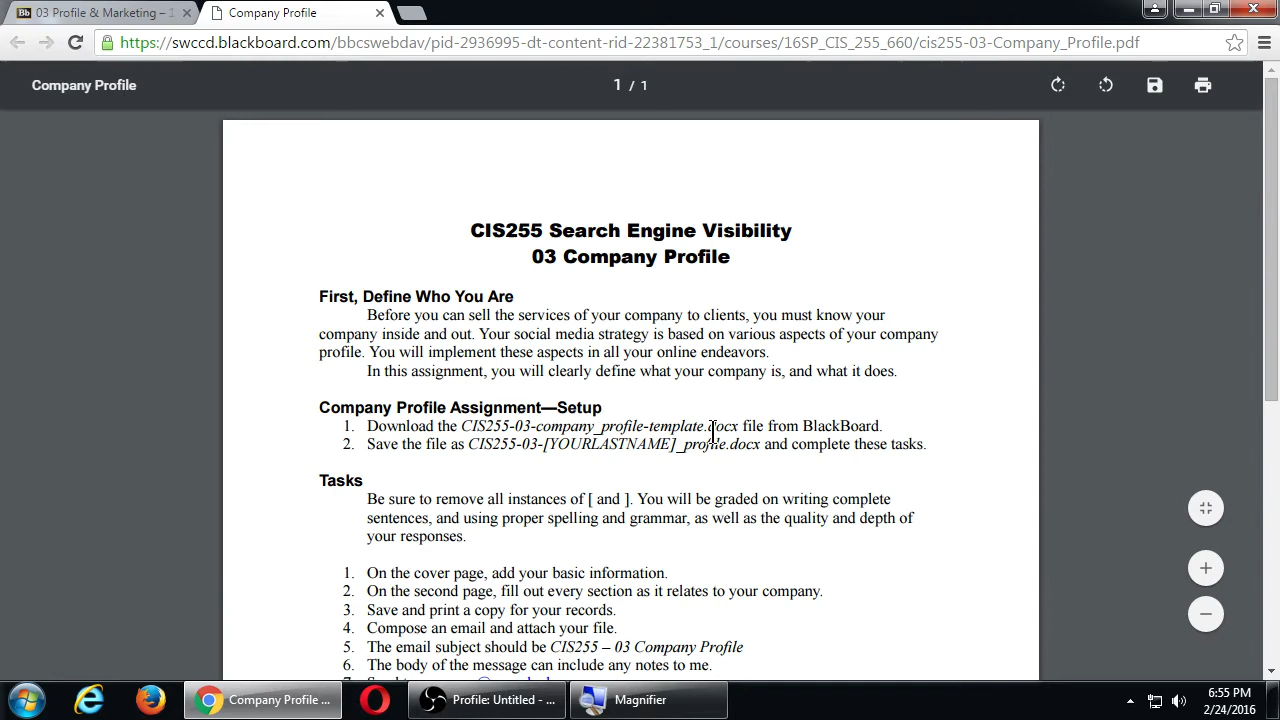 03 Profile & Marketing – 1
Company Profile
https://swccd.blackboard.com/bbcswebdav/pid-2936995-dt-content-rid-22381753_1/courses/16SP_CIS_255_660/cis255-03-Company_Profile.pdf
Company Profile
1 / 1
CIS255 Search Engine Visibility
03 Company Profile
First, Define Who You Are
Before you can sell the services of your company to clients, you must know your
company inside and out. Your social media strategy is based on various aspects of your company
profile. You will implement these aspects in all your online endeavors.
In this assignment, you will clearly define what your company is, and what it does.
Company Profile Assignment—Setup
1. Download the CIS255-03-company_profile-template.docx file from BlackBoard.
2. Save the file as CIS255-03-[YOURLASTNAME]_profile.docx and complete these tasks.
Tasks
Be sure to remove all instances of [ and ]. You will be graded on writing complete
sentences, and using proper spelling and grammar, as well as the quality and depth of
your responses.
1. On the cover page, add your basic information.
2. On the second page, fill out every section as it relates to your company.
3. Save and print a copy for your records.
4. Compose an email and attach your file.
5. The email subject should be CIS255 – 03 Company Profile
6. The body of the message can include any notes to me.
Company Profile ...
Profile: Untitled - ...
Magnifier
6:55 PM
2/24/2016